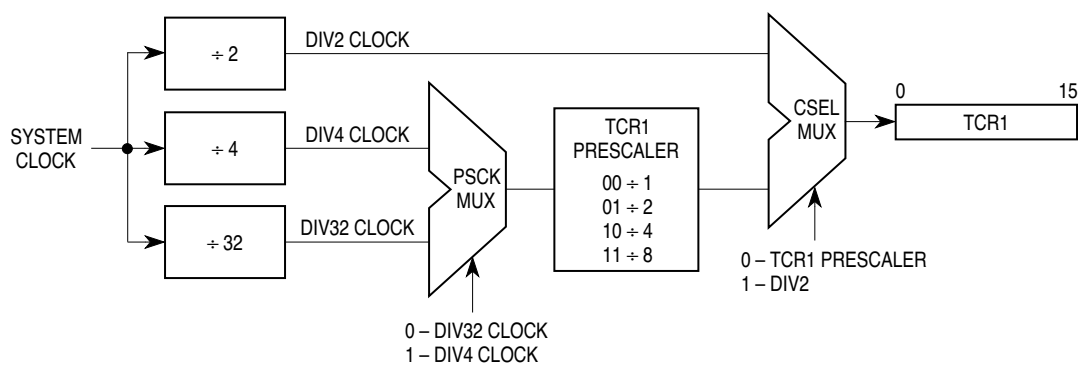 ÷ 2
DIV2 CLOCK
SYSTEM
CLOCK
÷ 4
DIV4 CLOCK
÷ 32
DIV32 CLOCK
PSCK
MUX
0 – DIV32 CLOCK
1 – DIV4 CLOCK
TCR1
PRESCALER
00 ÷ 1
01 ÷ 2
10 ÷ 4
11 ÷ 8
CSEL
MUX
0 – TCR1 PRESCALER
1 – DIV2
0 15
TCR1